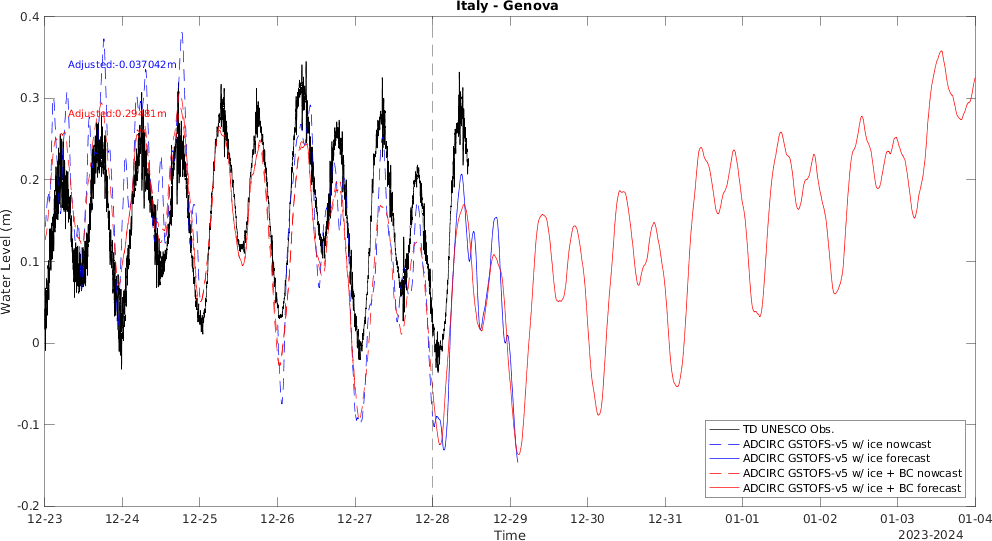 Italy - Genova
0.4
0.3
0.2
0.1
0
-0.1
-0.2
Water Level (m)
Adjusted:-0.037042m
Adjusted:0.29481m
TD UNESCO Obs.
ADCIRC GSTOFS-v5 w/ ice nowcast
ADCIRC GSTOFS-v5 w/ ice forecast
ADCIRC GSTOFS-v5 w/ ice + BC nowcast
ADCIRC GSTOFS-v5 w/ ice + BC forecast
12-23 12-24 12-25 12-26 12-27 12-28 12-29 12-30 12-31 01-01 01-02 01-03 01-04
Time
2023-2024